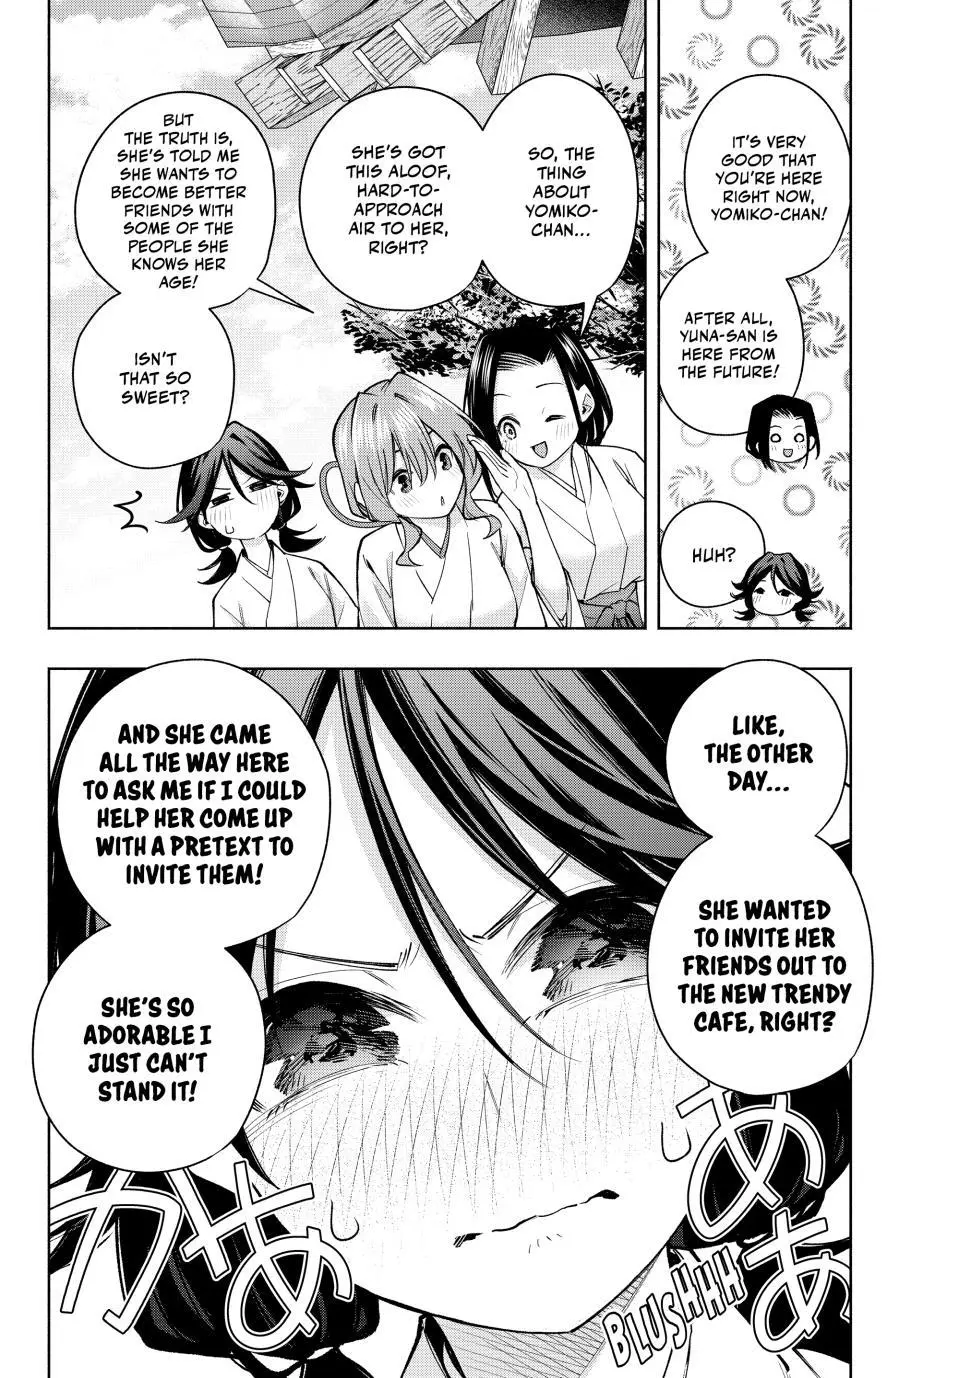 IT'S VERY
GOOD THAT
YOU'RE HERE
RIGHT NOW,
YOMIKO-CHAN!
AFTER ALL,
YUNA-SAN IS
HERE FROM
THE FUTURE!
HUH?
SO, THE
THING
ABOUT
YOMIKO-
CHAN...
SHE'S GOT
THIS ALOOF,
HARD-TO-
APPROACH
AIR TO HER,
RIGHT?
BUT
THE TRUTH IS,
SHE'S TOLD ME
SHE WANTS TO
BECOME BETTER
FRIENDS WITH
SOME OF THE
PEOPLE SHE
KNOWS HER
AGE!
ISN'T
THAT SO
SWEET?
LIKE,
THE OTHER
DAY...
SHE WANTED
TO INVITE HER
FRIENDS OUT TO
THE NEW TRENDY
CAFE, RIGHT?
AND SHE CAME
ALL THE WAY HERE
TO ASK ME IF I COULD
HELP HER COME UP
WITH A PRETEXT TO
INVITE THEM!
SHE'S SO
ADORABLE I
JUST CAN'T
STAND IT!
かああ
ああ
BLUSHHHH